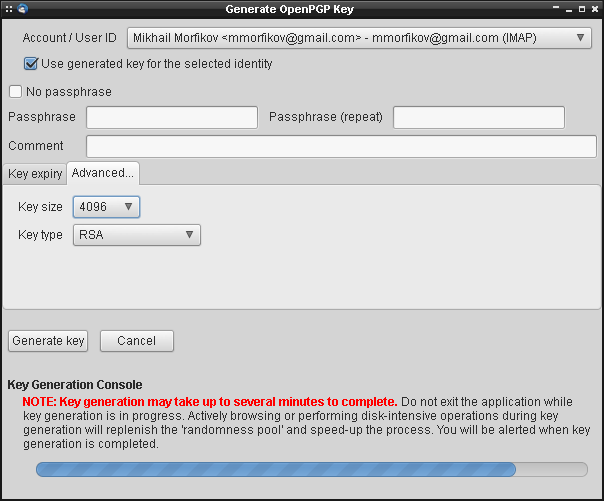 Generate OpenPGP Key
Account / User ID Mikhail Morfikov <mmorfikov@gmail.com> - mmorfikov@gmail.com (IMAP)
Use generated key for the selected identity
No passphrase
Passphrase Passphrase (repeat)
Comment
Key expiry Advanced...
Key size 4096
Key type RSA
Generate key Cancel
Key Generation Console
NOTE: Key generation may take up to several minutes to complete. Do not exit the application while
key generation is in progress. Actively browsing or performing disk-intensive operations during key
generation will replenish the 'randomness pool' and speed-up the process. You will be alerted when key
generation is completed.